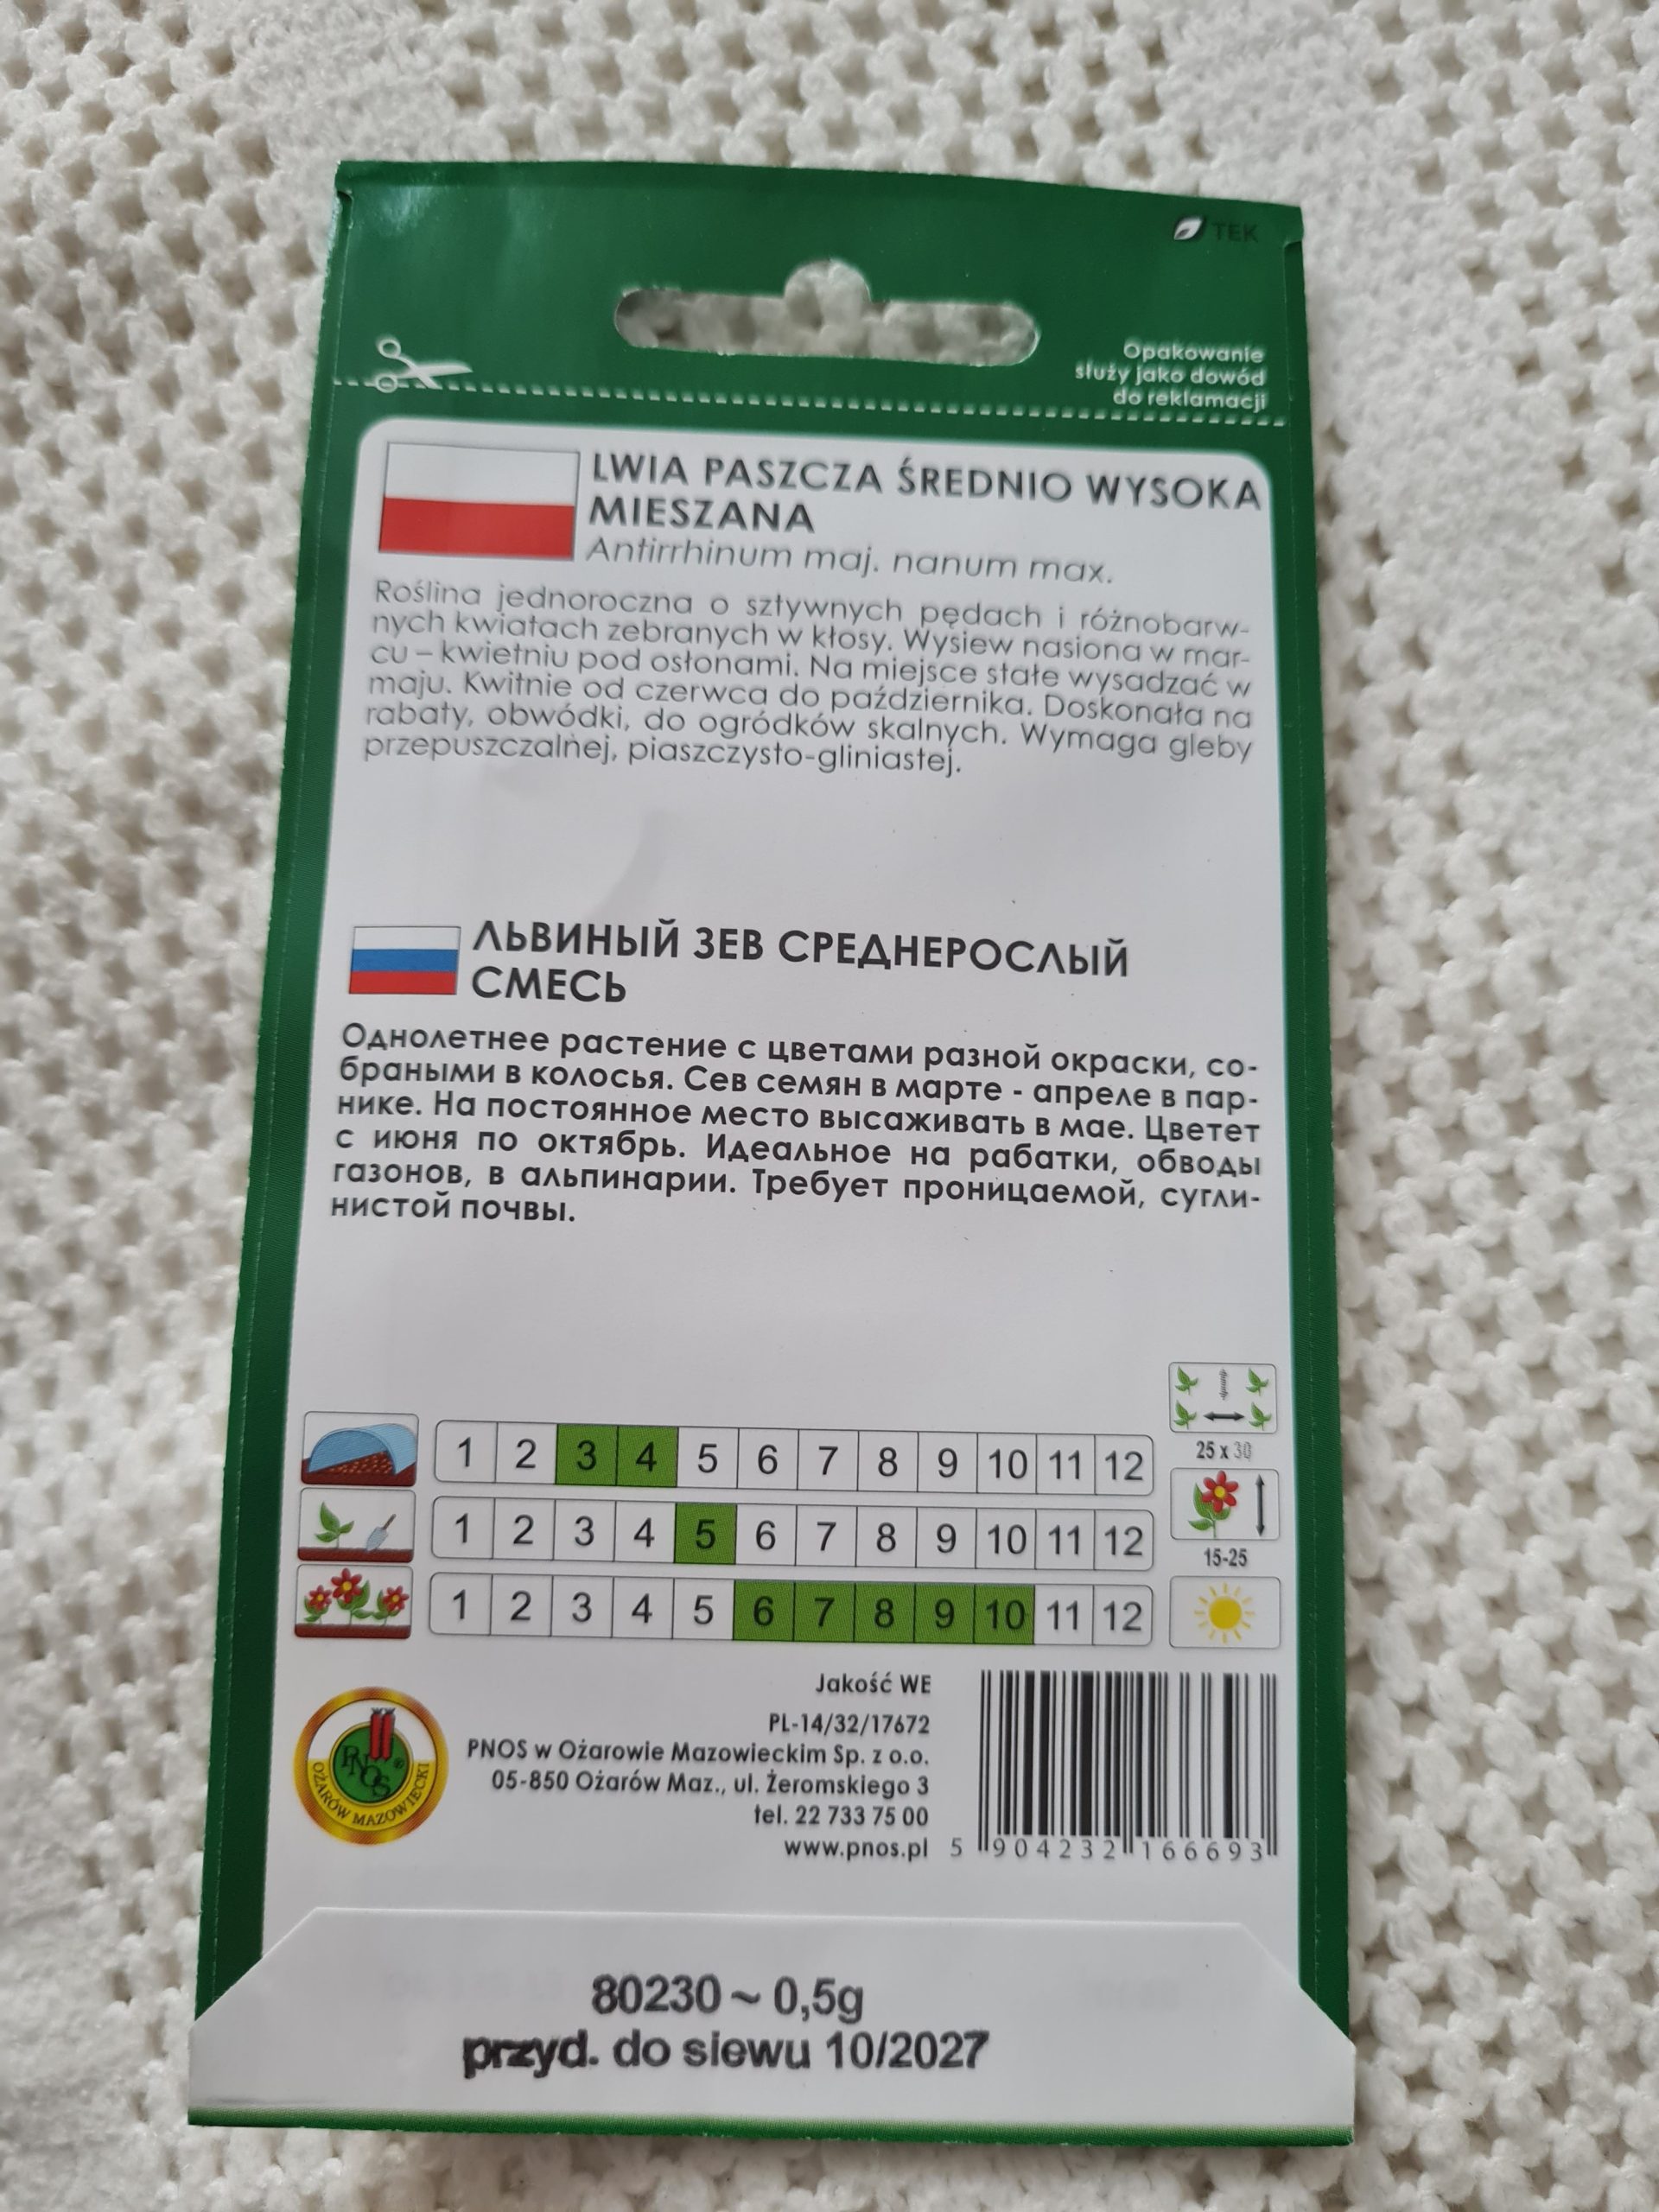 TEK
Opakowanie
służy jako dowód
do reklamacji
LWIA PASZCZA ŚREDNIO WYSOKA
MIESZANA
Antirrhinum maj. nanum max.
Roślina jednoroczna o sztywnych pędach i różnobarw-
nych kwiatach zebranych w kłosy. Wysiew nasiona w mar-
cu – kwietniu pod osłonami. Na miejsce stałe wysadzać w
maju. Kwitnie od czerwca do października. Doskonała na
rabaty, obwódki, do ogródków skalnych. Wymaga gleby
przepuszczalnej, piaszczysto-gliniastej.
ЛЬВИНЫЙ ЗЕВ СРЕДНЕРОСЛЫЙ
СМЕСЬ
Однолетнее растение с цветами разной окраски, со-
браными в колосья. Сев семян в марте - апреле в пар-
нике. На постоянное место высаживать в мае. Цветет
с июня по октябрь. Идеальное на рабатки, обводы
газонов, в альпинарии. Требует проницаемой, сугли-
нистой почвы.
1 2 3 4 5 6 7 8 9 10 11 12
25 x 30
1 2 3 4 5 6 7 8 9 10 11 12
15-25
1 2 3 4 5 6 7 8 9 10 11 12
Jakość WE
PL-14/32/17672
PNOS w Ożarowie Mazowieckim Sp. z o.o.
05-850 Ożarów Maz., ul. Żeromskiego 3
tel. 22 733 75 00
www.pnos.pl
PNOS ®
OŻARÓW MAZOWIECKI
5 904232 166693
80230 ~ 0,5g
przyd. do siewu 10/2027